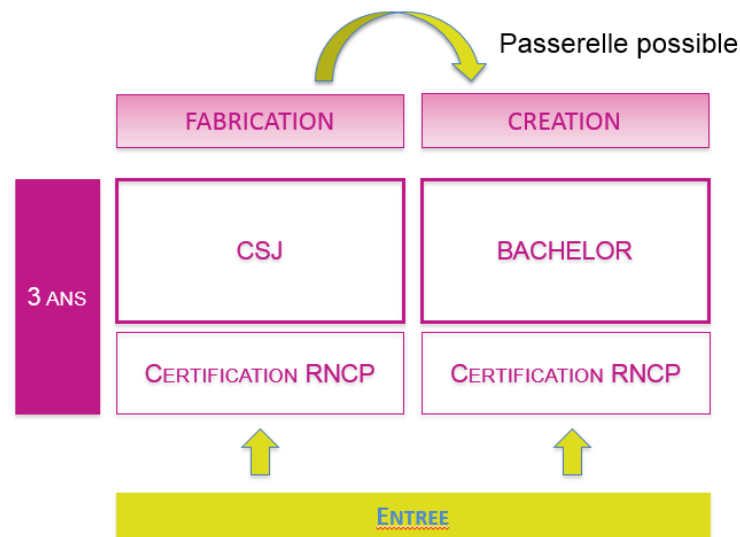 Passerelle possible
FABRICATION
CREATION
3 ANS
CSJ
BACHELOR
CERTIFICATION RNCP
CERTIFICATION RNCP
ENTREE